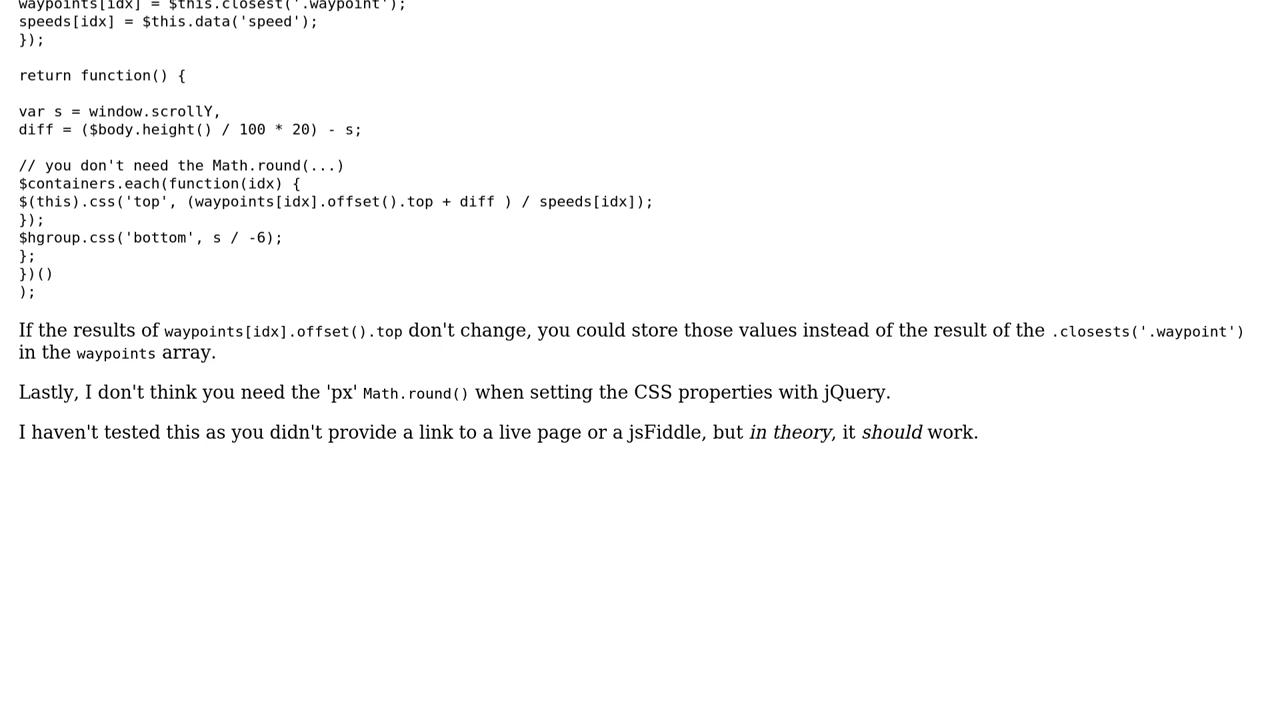 waypoints[idx] = $this.closest('.waypoint');
speeds[idx] = $this.data('speed');
});
return function() {
var s = window.scrollY,
diff = ($body.height() / 100 * 20) - s;
// you don't need the Math.round(...)
$containers.each(function(idx) {
$(this).css('top', (waypoints[idx].offset().top + diff ) / speeds[idx]);
});
$hgroup.css('bottom', s / -6);
};
})()
);
If the results of waypoints[idx].offset().top don't change, you could store those values instead of the result of the .closests('.waypoint')
in the waypoints array.
Lastly, I don't think you need the 'px' Math.round() when setting the CSS properties with jQuery.
I haven't tested this as you didn't provide a link to a live page or a jsFiddle, but in theory, it should work.